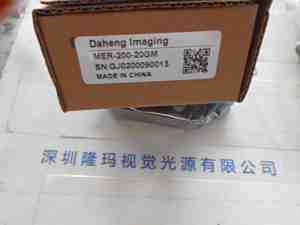 Daheng Imaging
MER-200-20GM
SN:GJ0200090013
MADE IN CHINA
深圳隆玛视觉光源有限公司